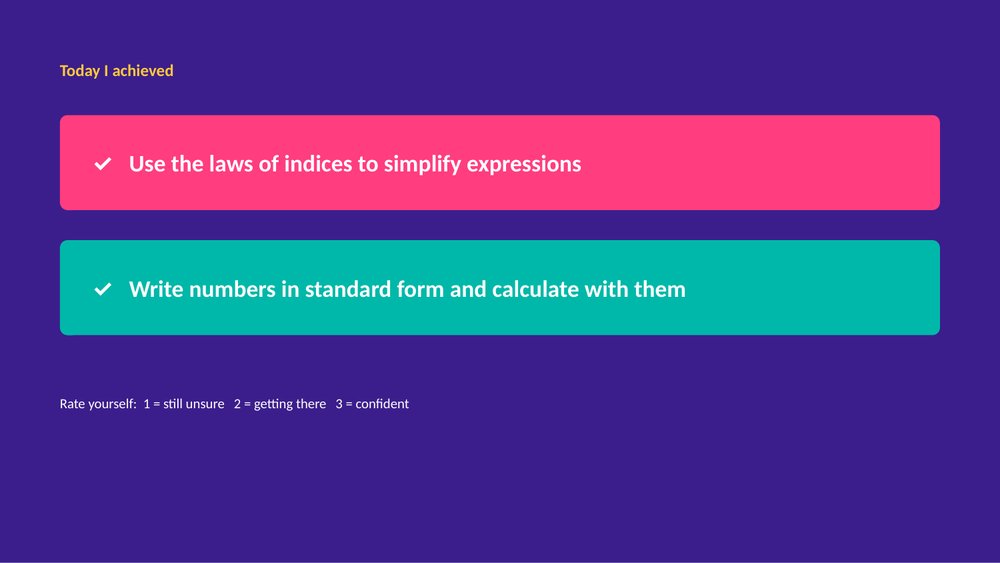 Today I achieved
✓ Use the laws of indices to simplify expressions
✓ Write numbers in standard form and calculate with them
Rate yourself: 1 = still unsure 2 = getting there 3 = confident